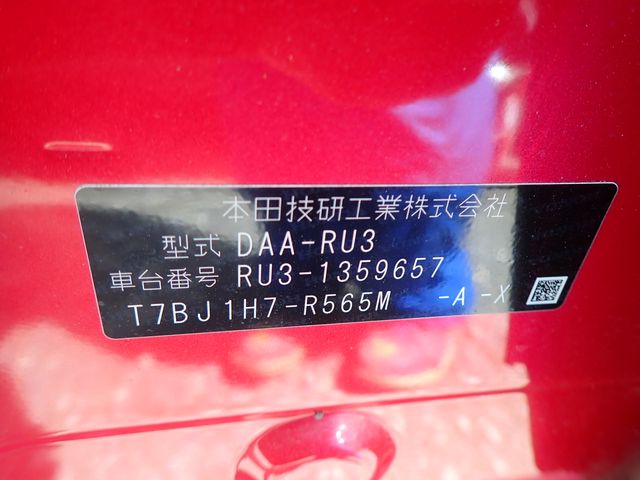 本田技研工業株式会社
型式 DAA-RU3
車台番号 RU3-1359657
T7BJ1H7-R565M -A -X